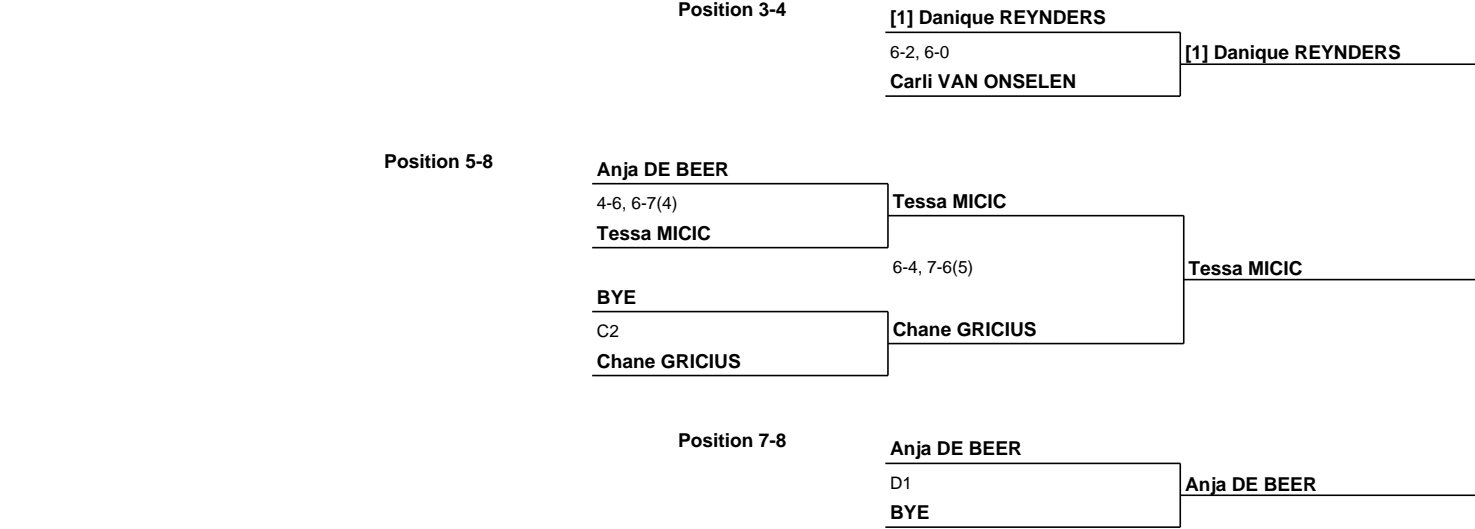 Position 3-4
[1] Danique REYNDERS
6-2, 6-0
[1] Danique REYNDERS
Carli VAN ONSELEN
Position 5-8
Anja DE BEER
4-6, 6-7(4)
Tessa MICIC
Tessa MICIC
6-4, 7-6(5)
Tessa MICIC
BYE
C2
Chane GRICIUS
Chane GRICIUS
Position 7-8
Anja DE BEER
D1
Anja DE BEER
BYE